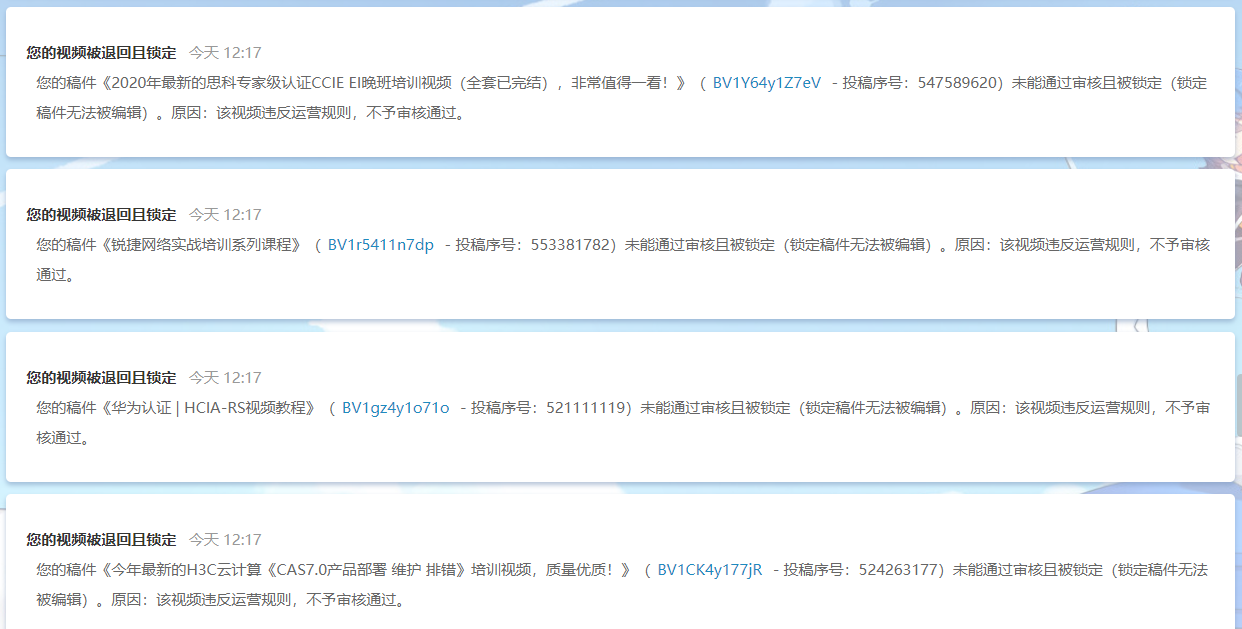 您的视频被退回且锁定 今天 12:17
您的稿件《2020年最新的思科专家级认证CCIE EI晚班培训视频（全套已完结），非常值得一看！》（ BV1Y64y1Z7eV - 投稿序号：547589620）未能通过审核且被锁定（锁定
稿件无法被编辑）。原因：该视频违反运营规则，不予审核通过。
您的视频被退回且锁定 今天 12:17
您的稿件《锐捷网络实战培训系列课程》（ BV1r5411n7dp - 投稿序号：553381782）未能通过审核且被锁定（锁定稿件无法被编辑）。原因：该视频违反运营规则，不予审核
通过。
您的视频被退回且锁定 今天 12:17
您的稿件《华为认证 | HCIA-RS视频教程》（ BV1gz4y1o71o - 投稿序号：521111119）未能通过审核且被锁定（锁定稿件无法被编辑）。原因：该视频违反运营规则，不予审
核通过。
您的视频被退回且锁定 今天 12:17
您的稿件《今年最新的H3C云计算《CAS7.0产品部署 维护 排错》培训视频，质量优质！》（ BV1CK4y177jR - 投稿序号：524263177）未能通过审核且被锁定（锁定稿件无法
被编辑）。原因：该视频违反运营规则，不予审核通过。